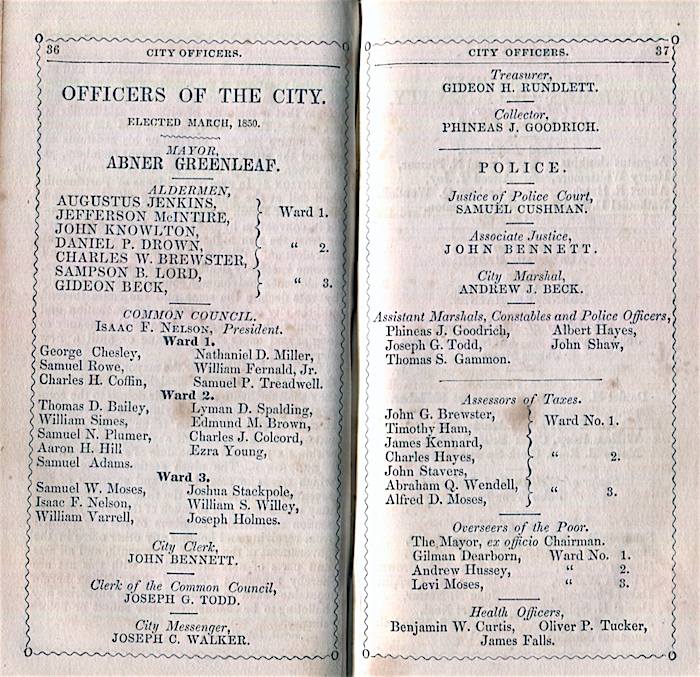 36
CITY OFFICERS.
OFFICERS OF THE CITY.
ELECTED MARCH, 1850.
MAYOR,
ABNER GREENLEAF.
ALDERMEN,
AUGUSTUS JENKINS,
JEFFERSON McINTIRE, } Ward 1.
JOHN KNOWLTON,
DANIEL P. DROWN, } “ 2.
CHARLES W. BREWSTER,
SAMPSON B. LORD, } “ 3.
GIDEON BECK,
COMMON COUNCIL.
ISAAC F. NELSON, President.
Ward 1.
George Chesley, Nathaniel D. Miller,
Samuel Rowe, William Fernald, Jr.
Charles H. Coffin, Samuel P. Treadwell.
Ward 2.
Thomas D. Bailey, Lyman D. Spalding,
William Simes, Edmund M. Brown,
Samuel N. Plumer, Charles J. Colcord,
Aaron H. Hill Ezra Young,
Samuel Adams.
Ward 3.
Samuel W. Moses, Joshua Stackpole,
Isaac F. Nelson, William S. Willey,
William Varrell, Joseph Holmes.
City Clerk,
JOHN BENNETT.
Clerk of the Common Council,
JOSEPH G. TODD.
City Messenger,
JOSEPH C. WALKER.
CITY OFFICERS.
37
Treasurer,
GIDEON H. RUNDLETT.
Collector,
PHINEAS J. GOODRICH.
POLICE.
Justice of Police Court,
SAMUEL CUSHMAN.
Associate Justice,
JOHN BENNETT.
City Marshal,
ANDREW J. BECK.
Assistant Marshals, Constables and Police Officers,
Phineas J. Goodrich, Albert Hayes,
Joseph G. Todd, John Shaw,
Thomas S. Gammon.
Assessors of Taxes.
John G. Brewster, } Ward No. 1.
Timothy Ham,
James Kennard,
Charles Hayes, } “ 2.
John Stavers,
Abraham Q. Wendell, } “ 3.
Alfred D. Moses,
Overseers of the Poor.
The Mayor, ex officio Chairman.
Gilman Dearborn, Ward No. 1.
Andrew Hussey, “ 2.
Levi Moses, “ 3.
Health Officers,
Benjamin W. Curtis, Oliver P. Tucker,
James Falls.